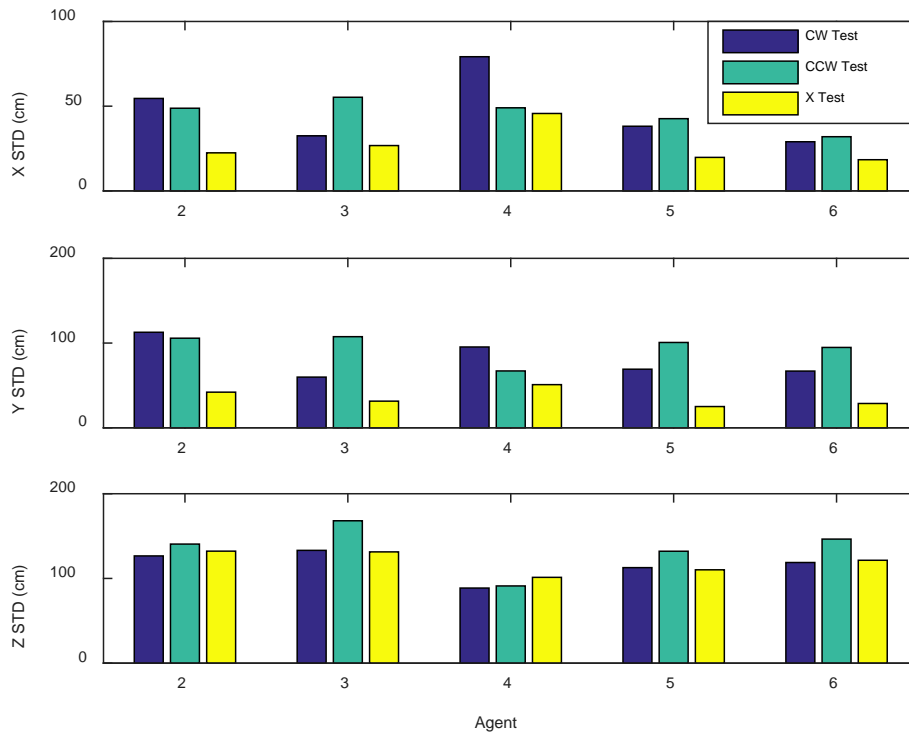 100
50
0
X STD (cm)
2 3 4 5 6
CW Test
CCW Test
X Test
200
100
0
Y STD (cm)
2 3 4 5 6
200
100
0
Z STD (cm)
2 3 4 5 6
Agent